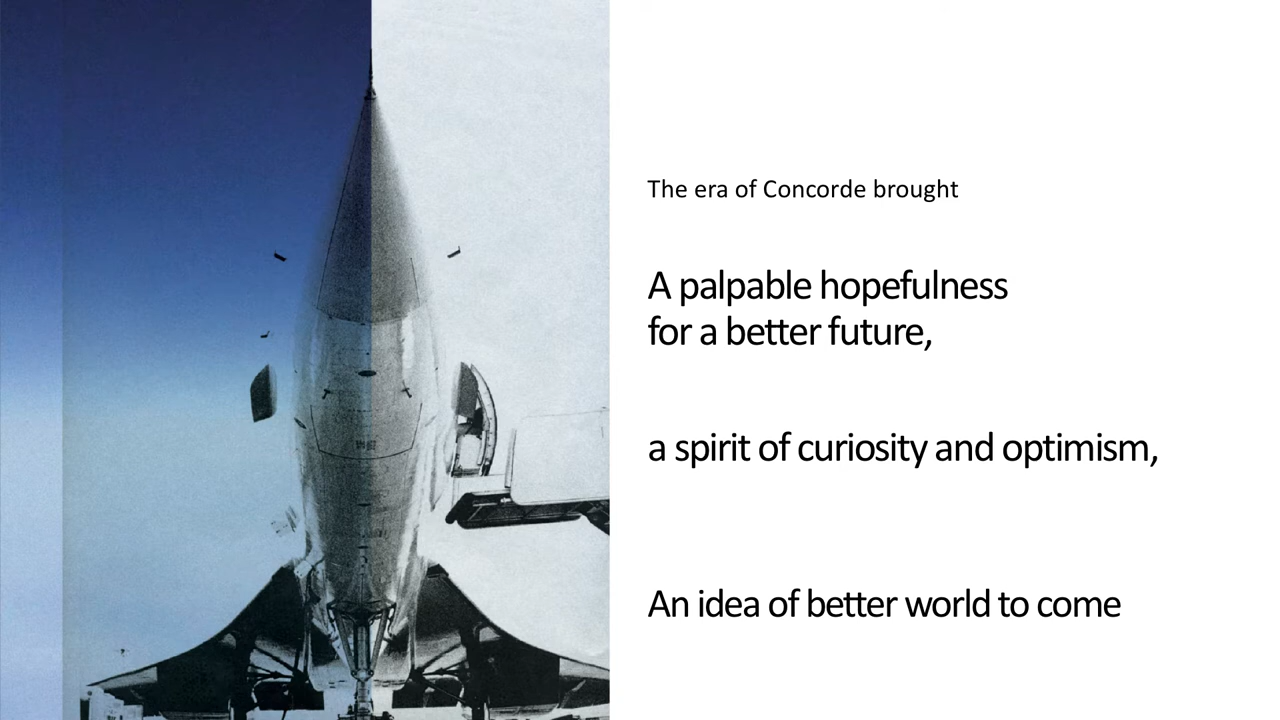 The era of Concorde brought
A palpable hopefulness
for a better future,
a spirit of curiosity and optimism,
An idea of better world to come